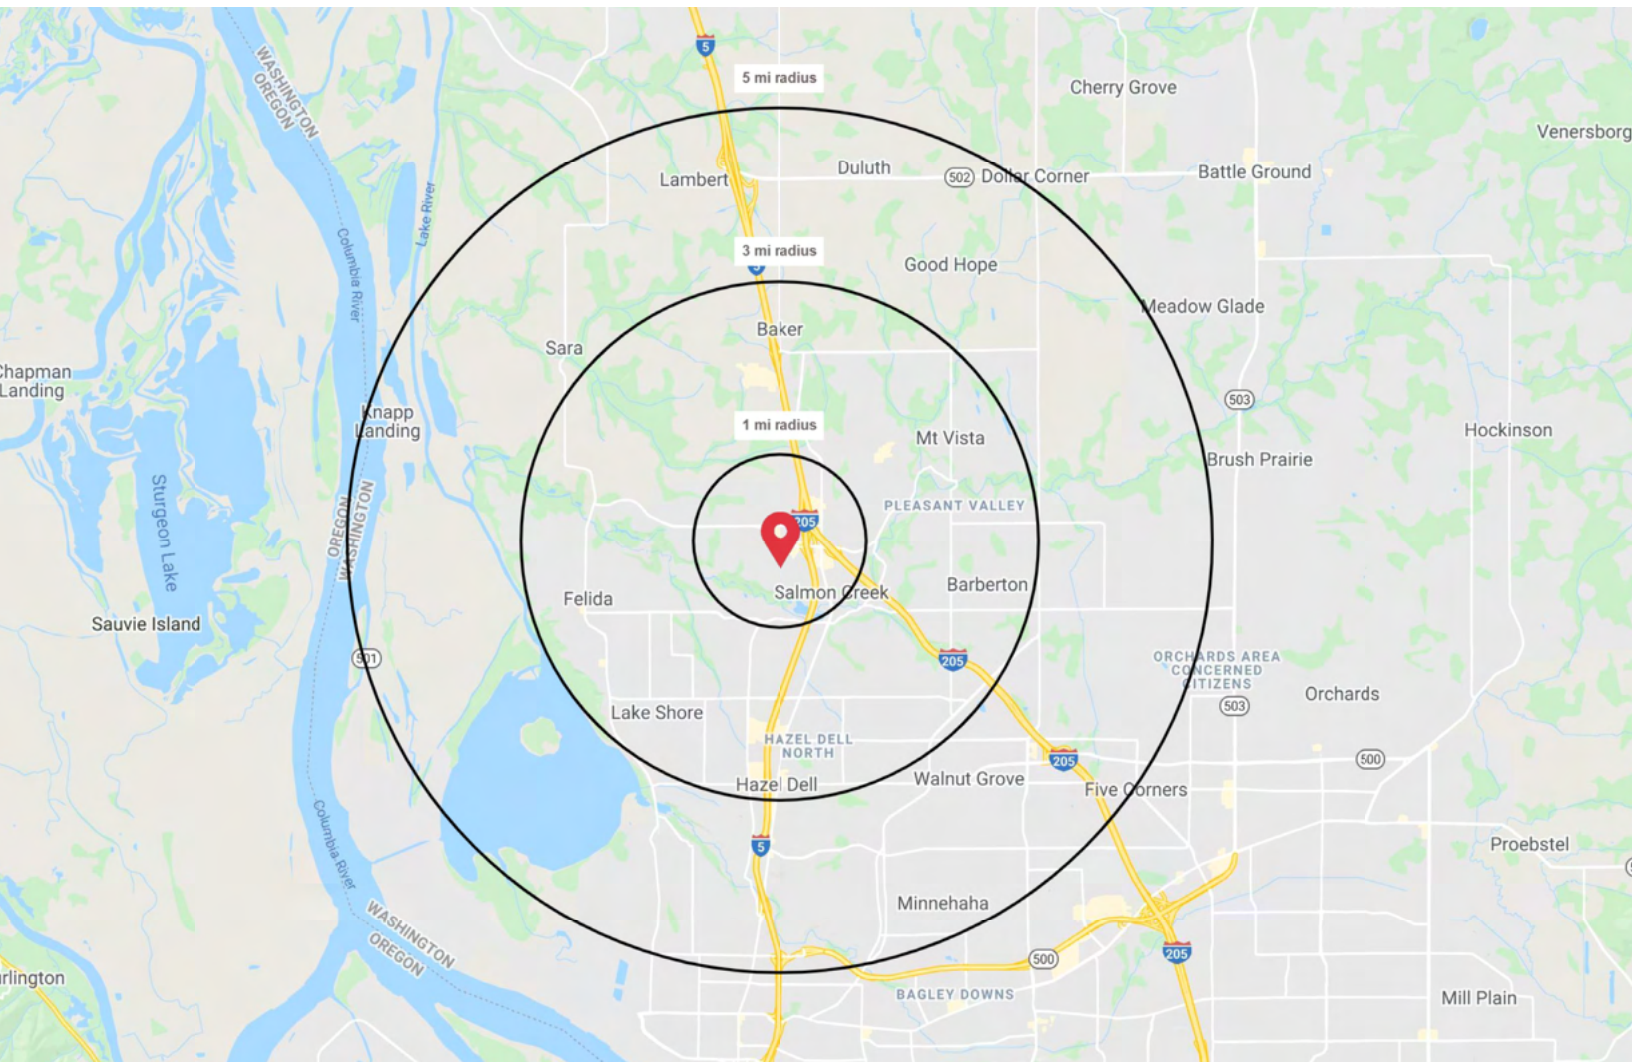 5
5 mi radius
WASHINGTON
OREGON
Cherry Grove
Venersborg
Lambert
Duluth
502
Dollar Corner
Battle Ground
Lake River
Columbia River
3 mi radius
5
Good Hope
Meadow Glade
Baker
Sara
Chapman
Landing
Knapp
Landing
503
1 mi radius
Mt Vista
Hockinson
Brush Prairie
Sturgeon Lake
OREGON
WASHINGTON
PLEASANT VALLEY
205
Felida
Salmon Creek
Barberton
Sauvie Island
501
205
ORCHARDS AREA
CONCERNED
CITIZENS
Orchards
503
Lake Shore
HAZEL DELL
NORTH
205
500
Hazel Dell
Walnut Grove
Five Corners
Columbia River
5
Proebstel
Minnehaha
WASHINGTON
OREGON
500
205
rlington
BAGLEY DOWNS
Mill Plain